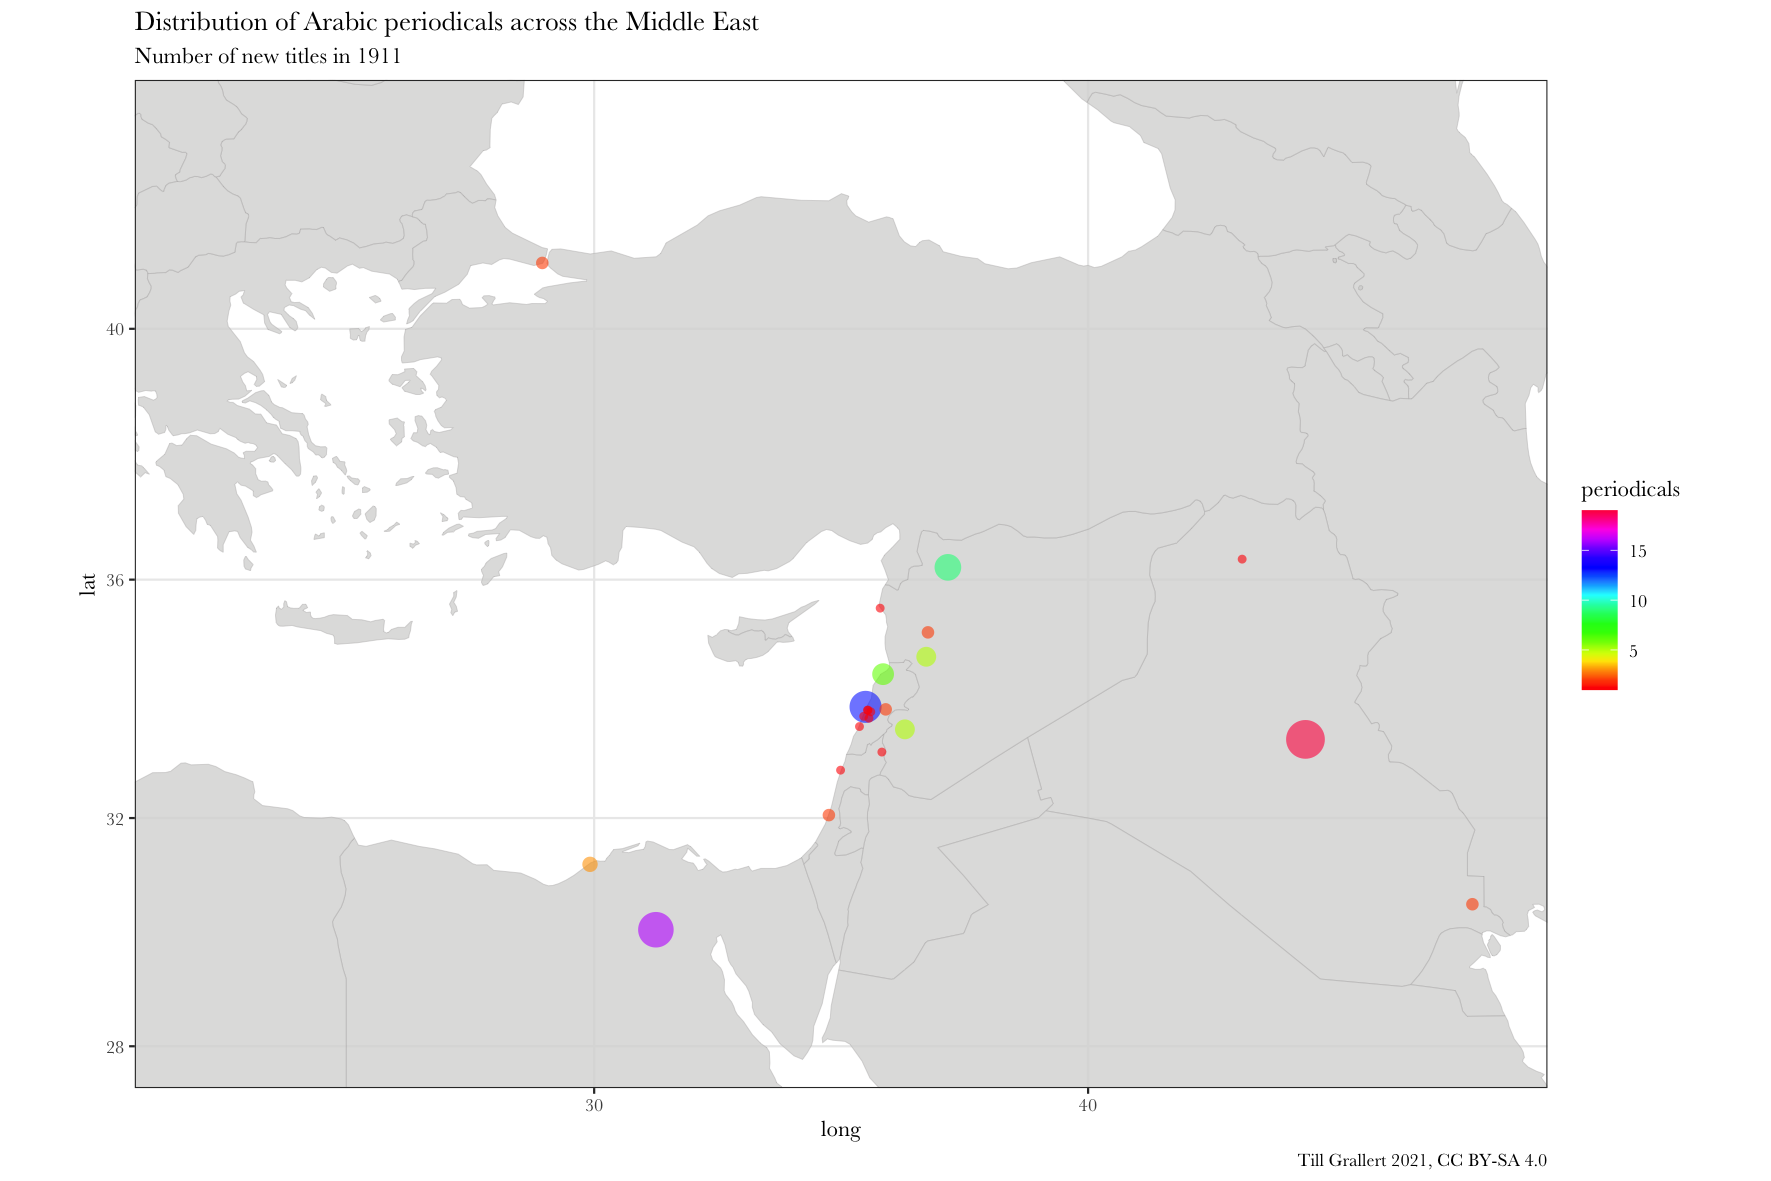 Distribution of Arabic periodicals across the Middle East
Number of new titles in 1911
lat
40
36
32
28
30
40
long
periodicals
15
10
5
Till Grallert 2021, CC BY-SA 4.0